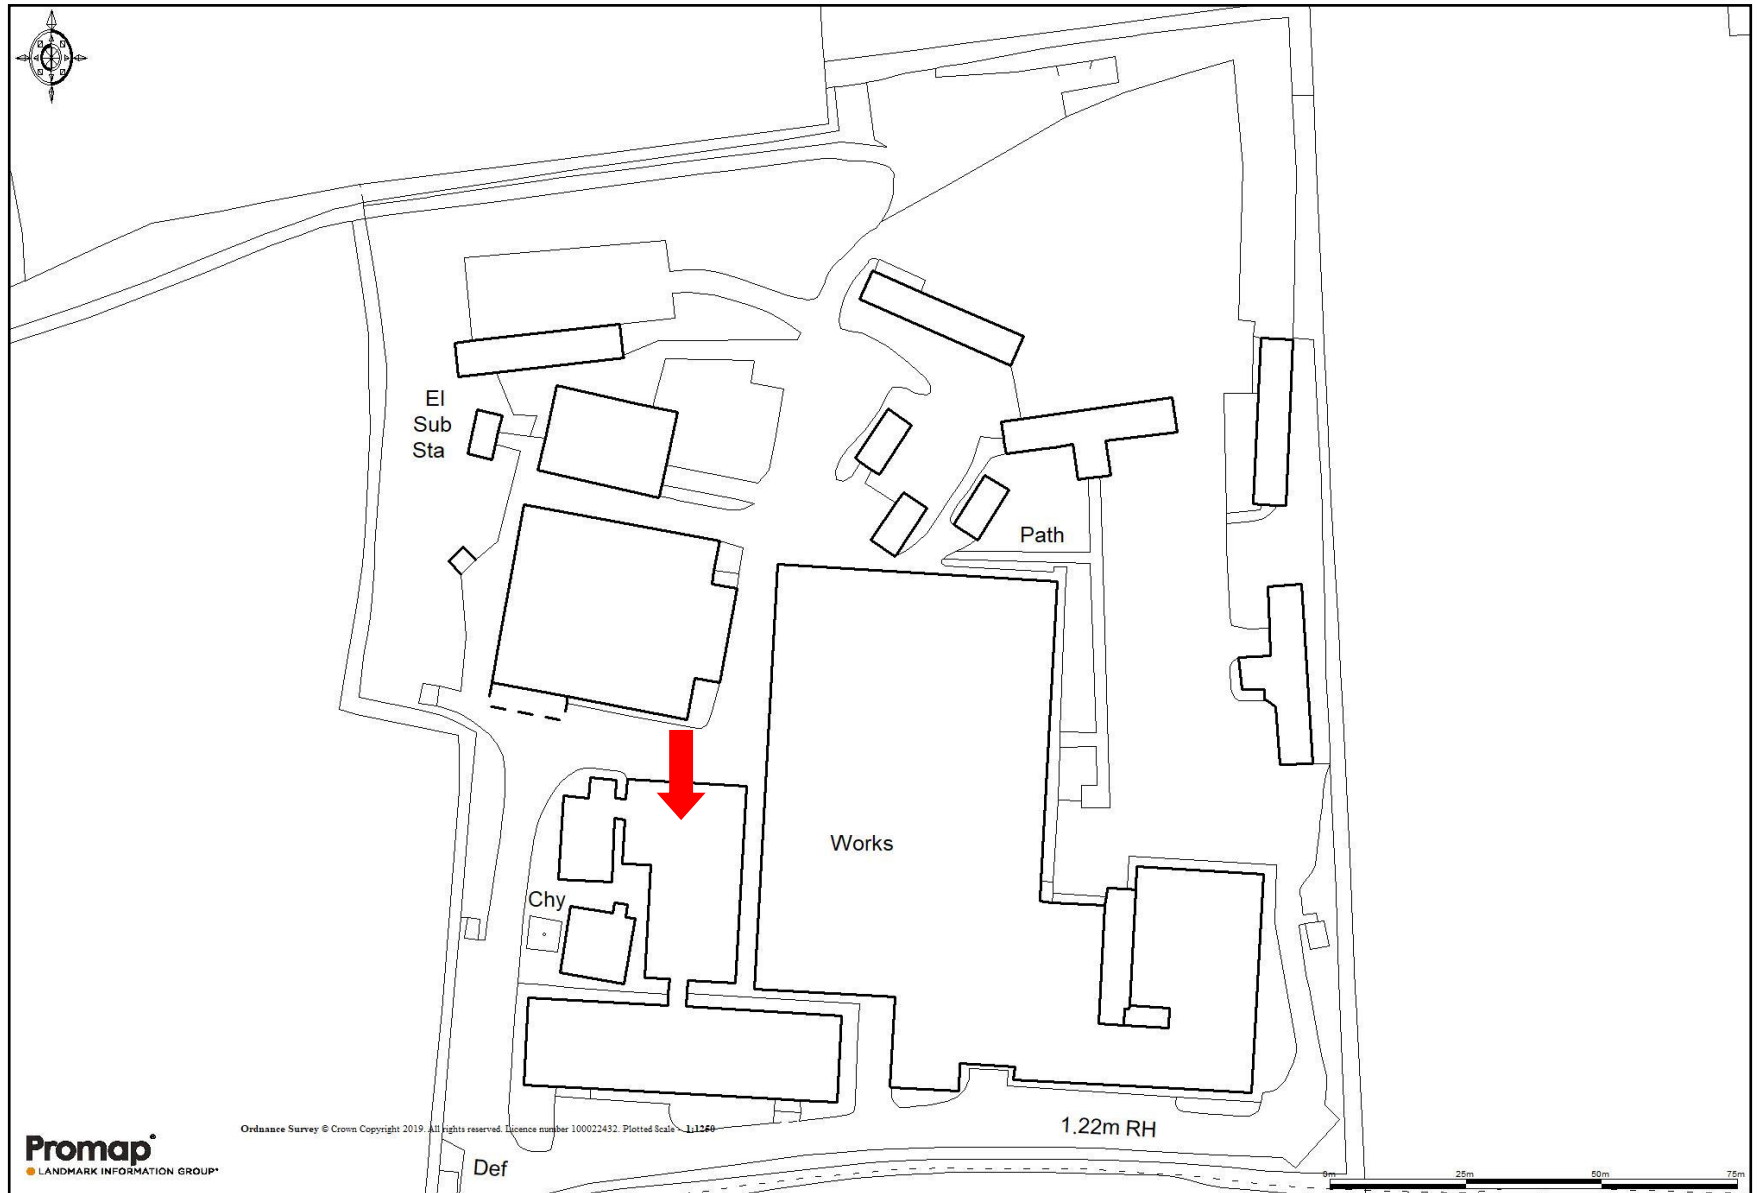 El
Sub
Sta
Path
Works
Chy
1.22m RH
Def
Ordnance Survey © Crown Copyright 2019. All rights reserved. Licence number 100022432. Plotted Scale - 1:1250
Promap
LANDMARK INFORMATION GROUP
0m 25m 50m 75m